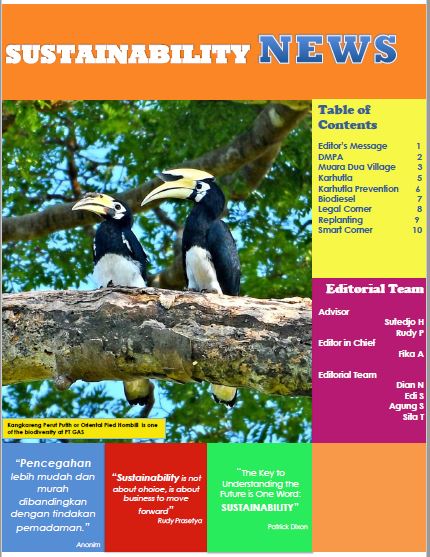 SUSTAINABILITY NEWS
Table of
Contents
Editor's Message 1
DMPA 2
Muara Dua Village 3
Karhutla 5
Karhutla Prevention 6
Biodiesel 7
Legal Corner 8
Replanting 9
Smart Corner 10
Editorial Team
Advisor
Sutedjo H
Rudy P
Editor in Chief
Fika A
Editorial Team
Dian N
Edi S
Agung S
Sila T
Kangkareng Perut Putih or Oriental Pied Hornbill is one
of the biodiversity at PT GAS
"Pencegahan
lebih mudah dan
murah
dibandingkan
dengan tindakan
pemadaman."
Anonim
"Sustainability is not
about choice, is about
business to move
forward"
Rudy Prasetya
"The Key to
Understanding the
Future is One Word:
SUSTAINABILITY"
Patrick Dixon